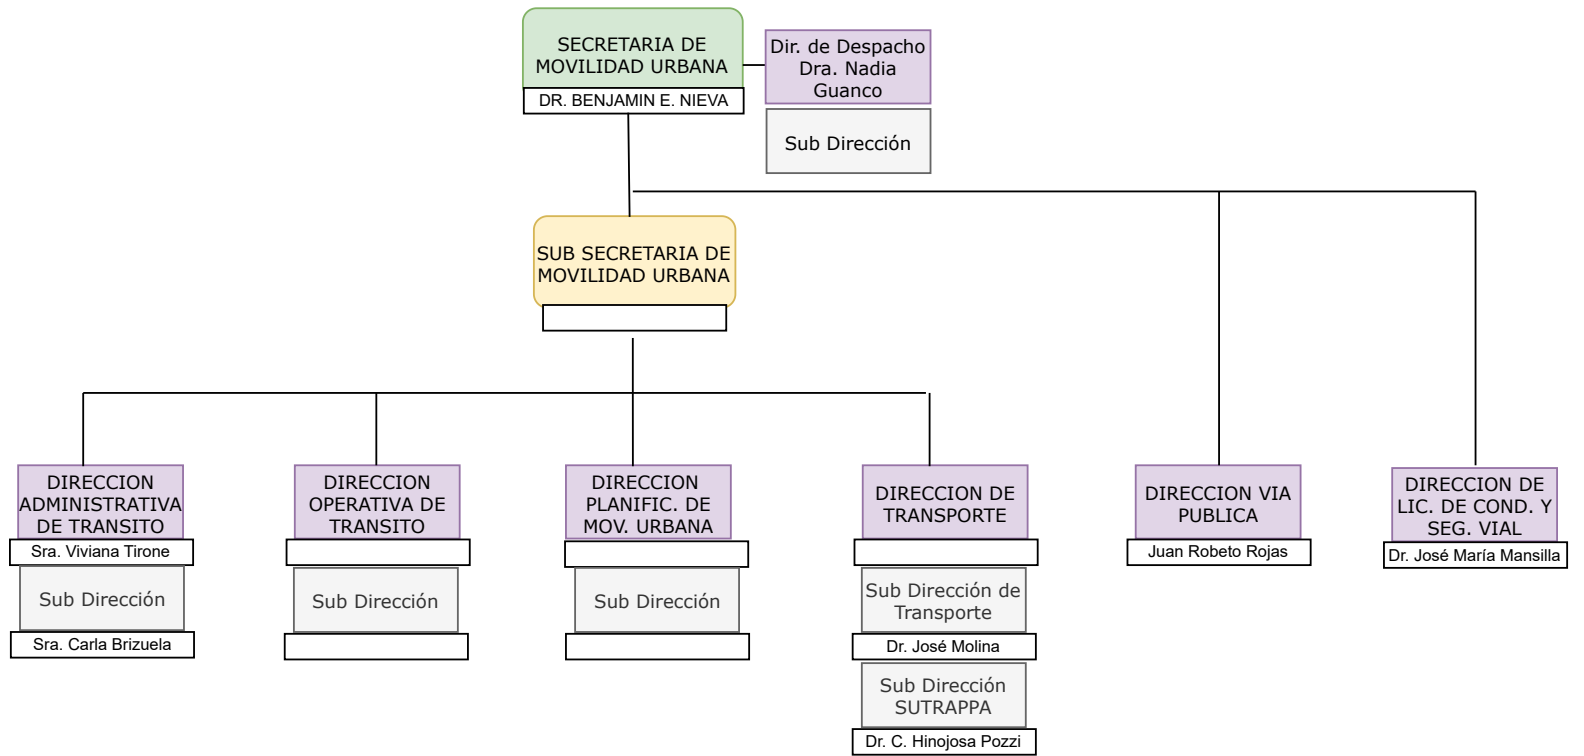 SECRETARIA DE
MOVILIDAD URBANA
DR. BENJAMIN E. NIEVA
Dir. de Despacho
Dra. Nadia
Guanco
Sub Dirección
SUB SECRETARIA DE
MOVILIDAD URBANA
DIRECCION
ADMINISTRATIVA
DE TRANSITO
Sra. Viviana Tirone
Sub Dirección
Sra. Carla Brizuela
DIRECCION
OPERATIVA DE
TRANSITO
Sub Dirección
DIRECCION
PLANIFIC. DE
MOV. URBANA
Sub Dirección
DIRECCION DE
TRANSPORTE
Sub Dirección de
Transporte
Dr. José Molina
Sub Dirección
SUTRAPPA
Dr. C. Hinojosa Pozzi
DIRECCION VIA
PUBLICA
Juan Robeto Rojas
DIRECCION DE
LIC. DE COND. Y
SEG. VIAL
Dr. José María Mansilla